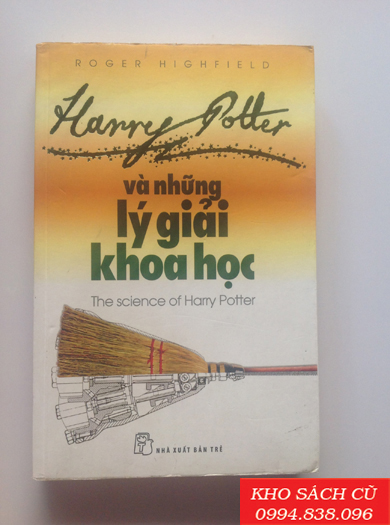 ROGER HIGHFIELD
Harry Potter
và những
lý giải
khoa học
The science of Harry Potter
NHÀ XUẤT BẢN TRẺ
KHO SÁCH CŨ
0994.838.096